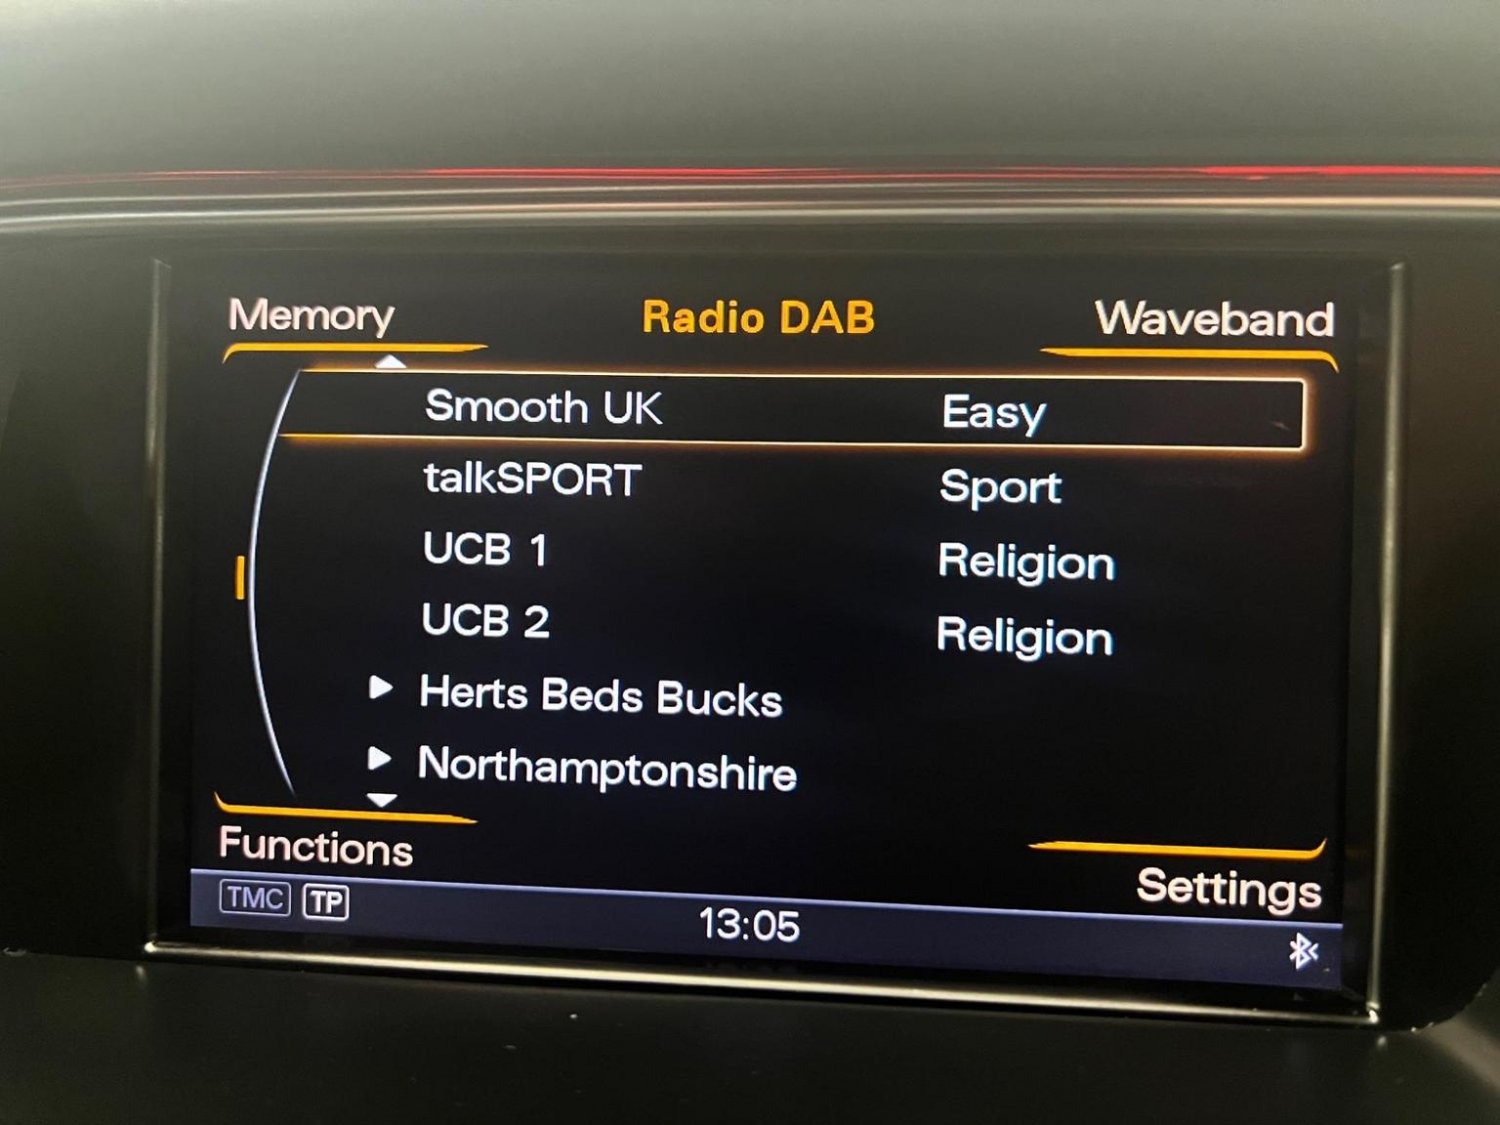 Memory Radio DAB Waveband
Smooth UK Easy
talkSPORT Sport
UCB 1 Religion
UCB 2 Religion
Herts Beds Bucks
Northamptonshire
Functions Settings
TMC TP 13:05